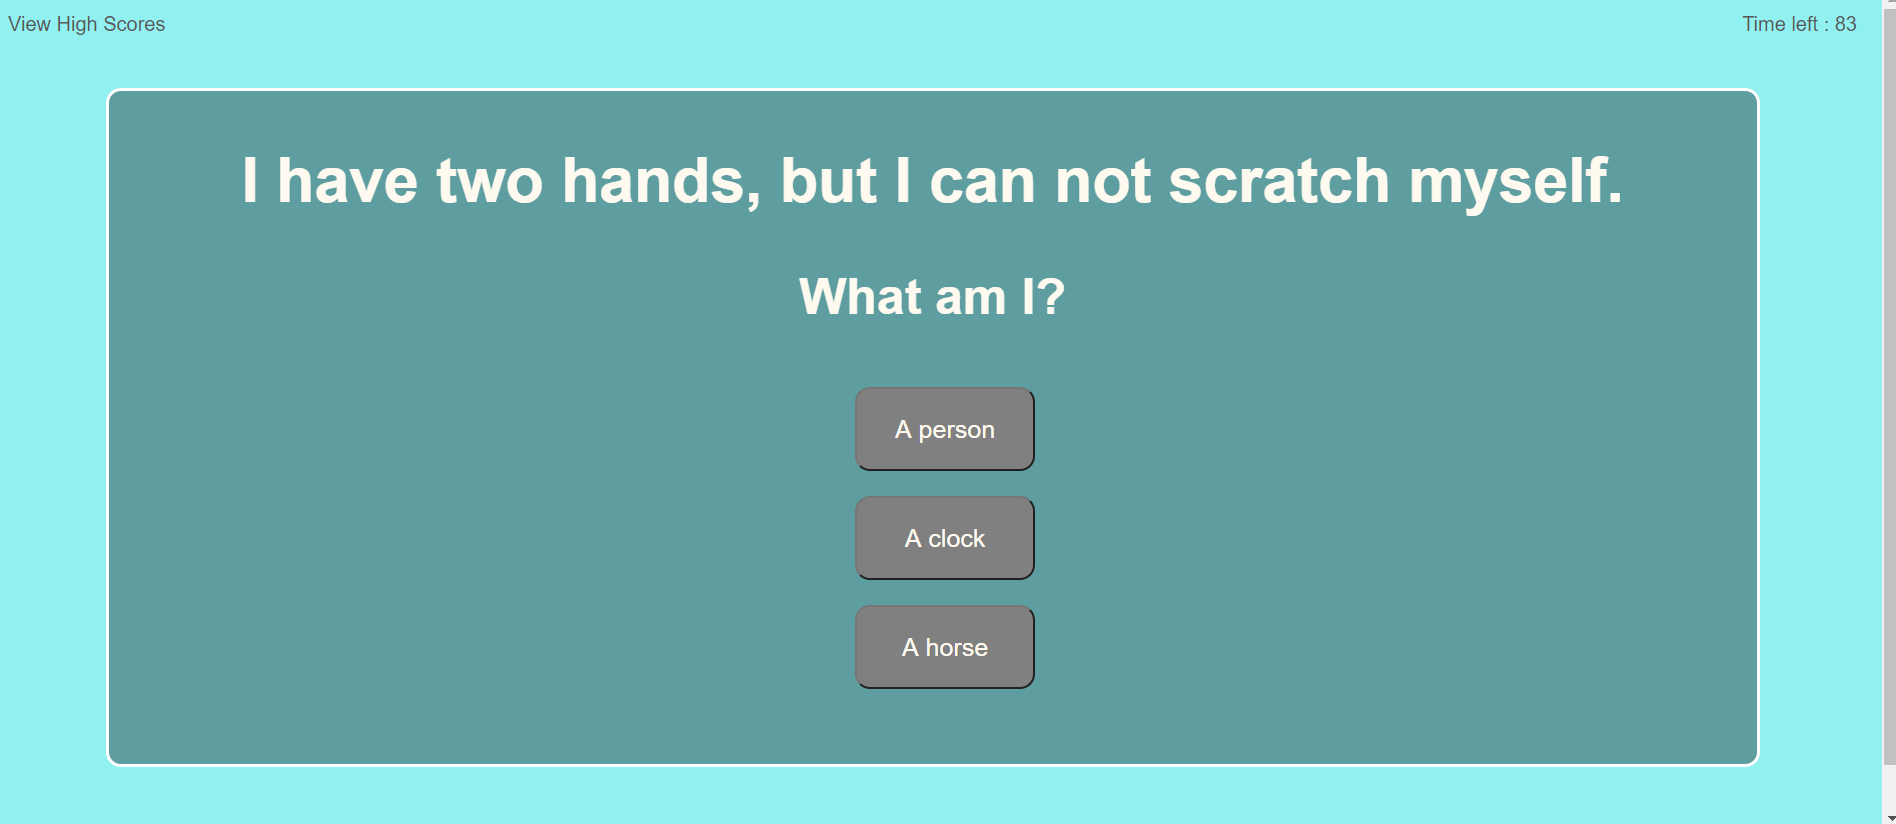 View High Scores
Time left : 83
I have two hands, but I can not scratch myself.
What am I?
A person
A clock
A horse